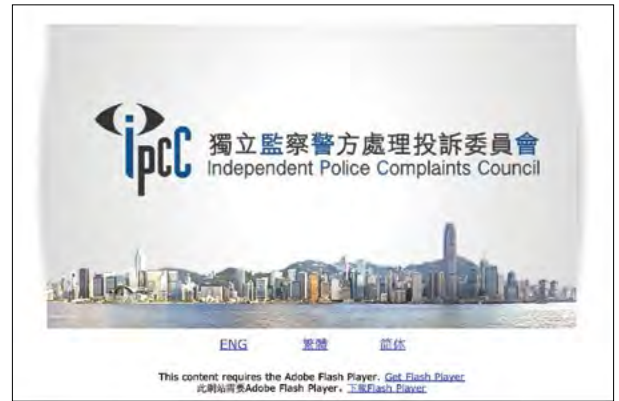 ipcc
獨立監察警方處理投訴委員會
Independent Police Complaints Council
ENG 繁體 简体
This content requires the Adobe Flash Player. Get Flash Player
此網站需要Adobe Flash Player。下載Flash Player